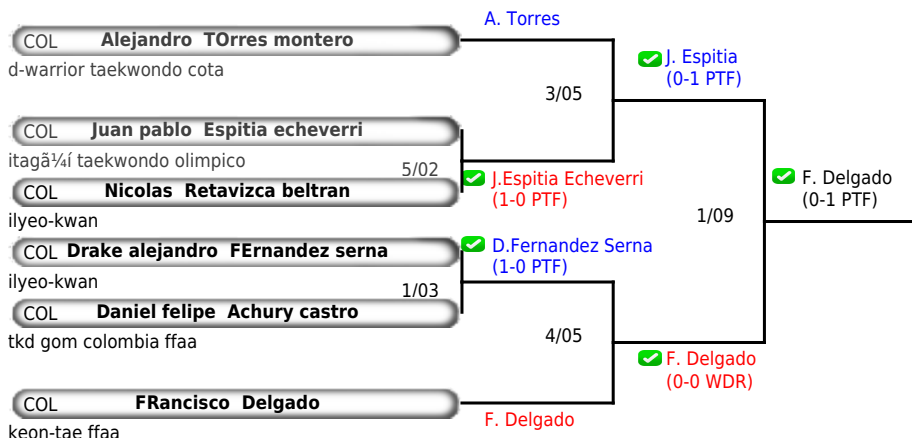 A. Torres
COL Alejandro TOrres montero
d-warrior taekwondo cota
J. Espitia
(0-1 PTF)
3/05
COL Juan pablo Espitia echeverri
itagã¼í taekwondo olimpico
5/02
J.Espitia Echeverri
(1-0 PTF)
COL Nicolas Retavizca beltran
ilyeo-kwan
F. Delgado
(0-1 PTF)
1/09
COL Drake alejandro FErnandez serna
ilyeo-kwan
D.Fernandez Serna
(1-0 PTF)
1/03
COL Daniel felipe Achury castro
tkd gom colombia ffaa
4/05
F. Delgado
(0-0 WDR)
COL FRancisco Delgado
keon-tae ffaa
F. Delgado